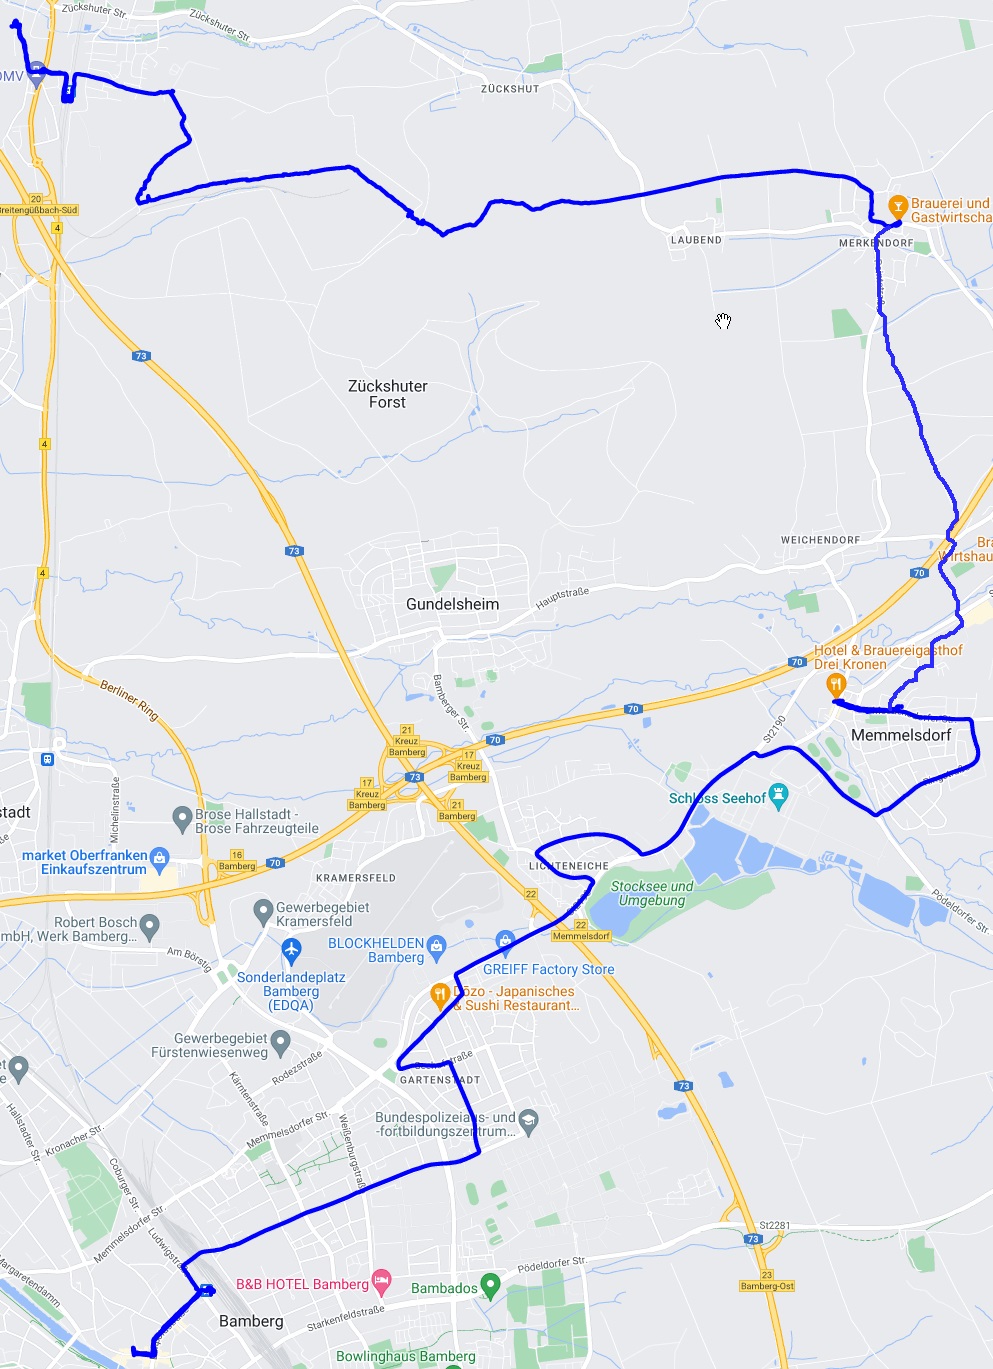 Zückshuter Str.
Zückshuter Str.
OMV
ZÜCKSHUT
20
Breitengüßbach-Süd
4
Brauerei und
Gastwirtscha
LAUBEND
MERKENDORF
73
Zückshuter
Forst
4
73
WEICHENDORF
Brä
Wirtshau
70
4
Gundelsheim
Hauptstraße
Hotel & Brauereigasthof
Drei Kronen
70
Bamberger Str.
Berliner Ring
70
St2190
Memmelsdorf
21
Kreuz
Bamberg
70
17
Kreuz
Bamberg
73
17
Kreuz
Bamberg
21
Bamberg
Schloss Seehof
Michelinstraße
stadt
Brose Hallstadt -
Brose Fahrzeugteile
market Oberfranken
Einkaufszentrum
16
Bamberg
70
LICHTENEICHE
KRAMERSFELD
Stocksee und
Umgebung
22
Pödeldorfer Str.
Gewerbegebiet
Kramersfeld
22
Memmelsdorf
Robert Bosch
mbH, Werk Bamberg...
BLOCKHELDEN
Bamberg
Am Börstig
GREIFF Factory Store
Sonderlandeplatz
Bamberg
(EDQA)
Dōzo - Japanisches
& Sushi Restaurant...
Gewerbegebiet
Fürstenwiesenweg
Rodezstraße
GARTENSTADT
73
Kärntenstraße
Memmelsdorfer Str.
Weißenburgstraße
Bundespolizeiaus- und
-fortbildungszentrum...
Hallstadter Str.
Kronacher Str.
Coburger Str.
Memmelsdorfer Str.
Ludwigstraße
St2281
73
Margaretendamm
Pödeldorfer Str.
B&B HOTEL Bamberg
Bambados
23
Bamberg-Ost
Bamberg
Starkenfeldstraße
Bowlinghaus Bamberg